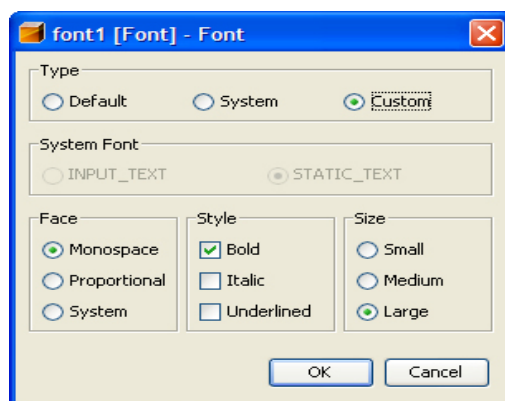 font1 [Font] - Font
Type
Default System Custom
System Font
INPUT_TEXT STATIC_TEXT
Face Style Size
Monospace Bold Small
Proportional Italic Medium
System Underlined Large
OK Cancel